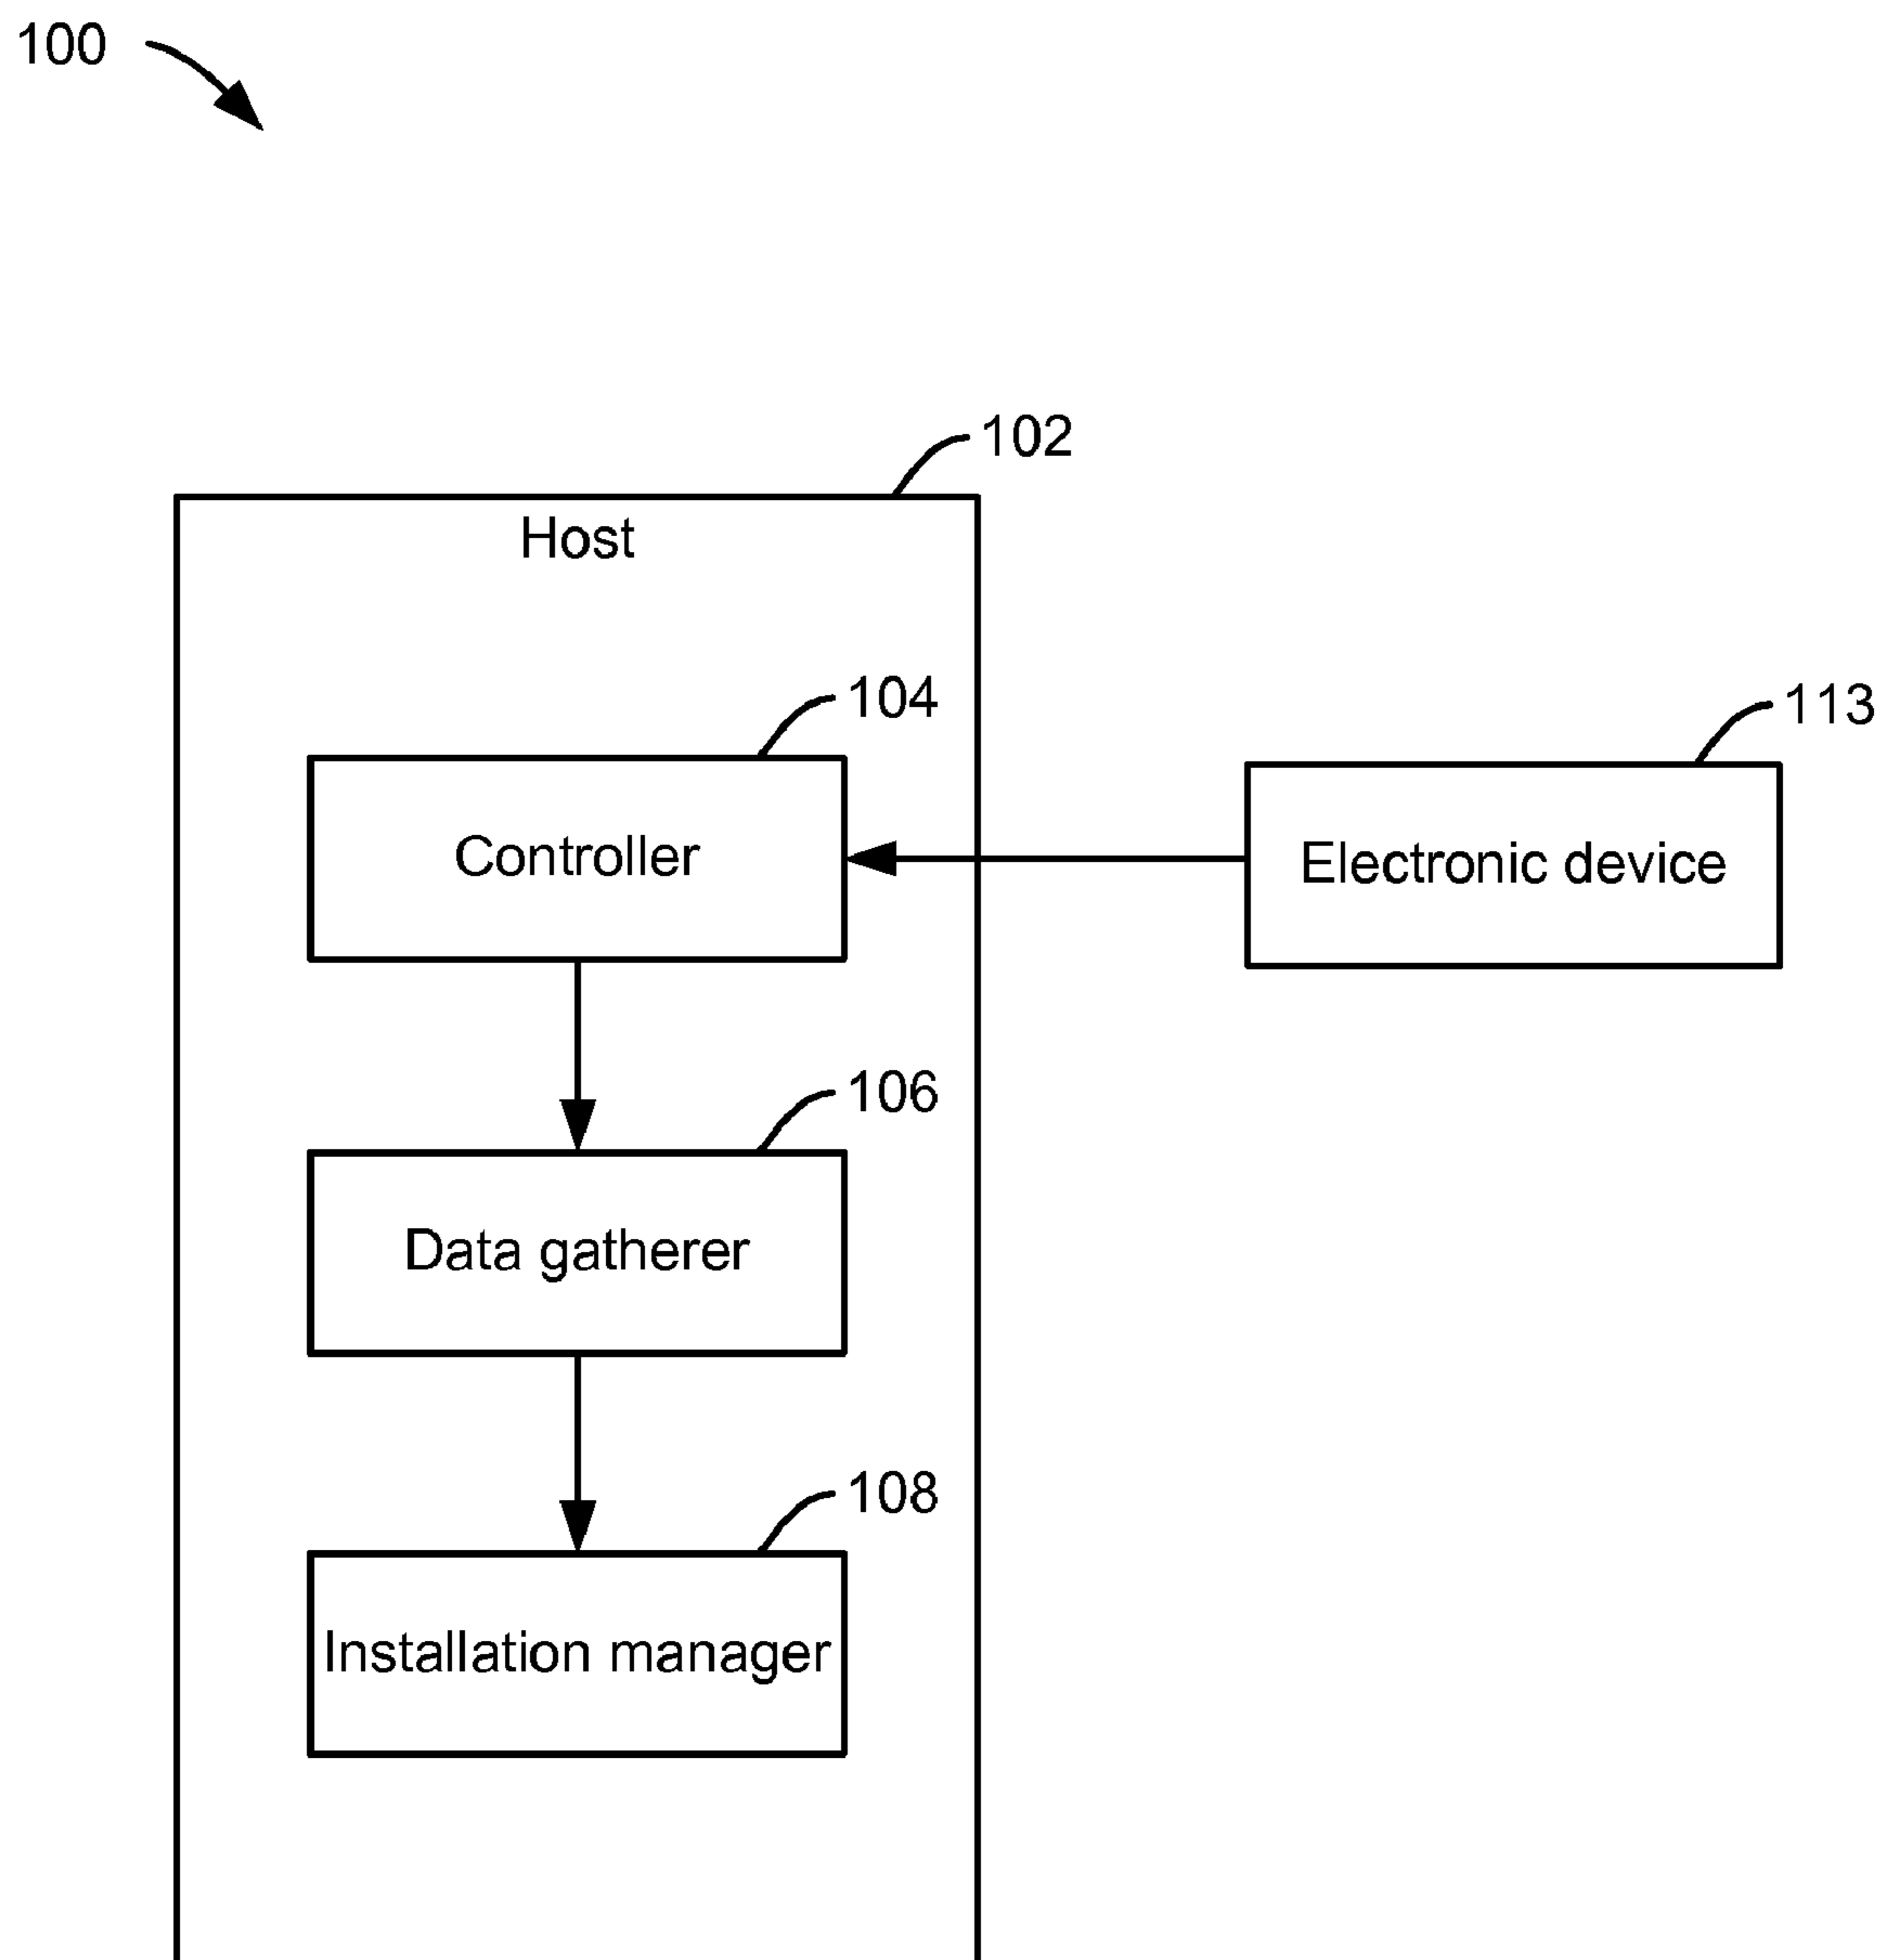 100
102
Host
104
113
Controller
Electronic device
106
Data gatherer
108
Installation manager